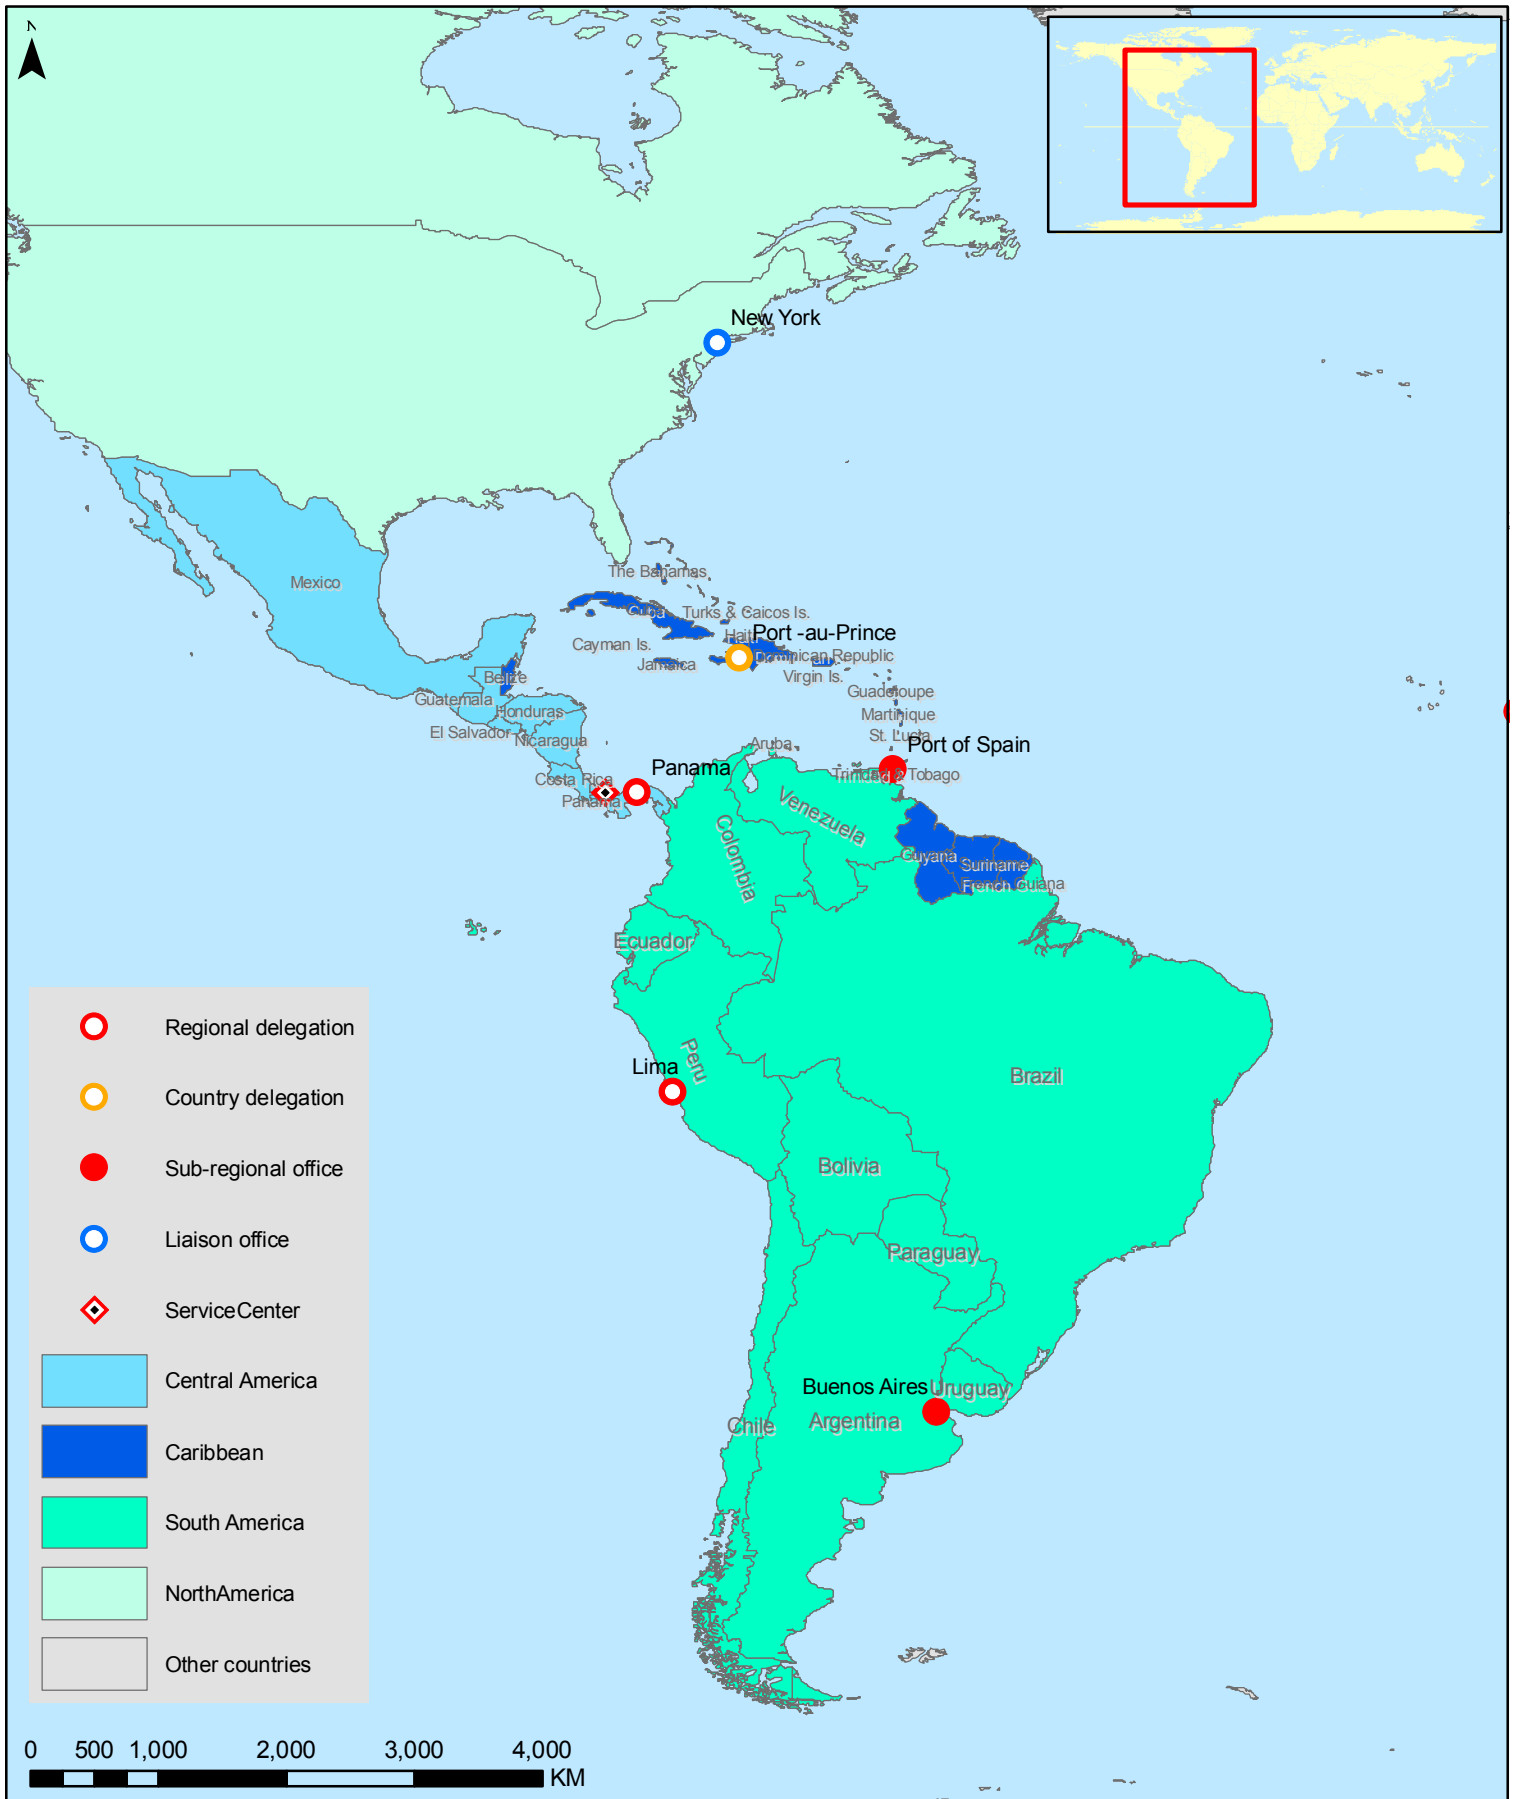 N
New York
Mexico
The Bahamas
Cuba
Turks & Caicos Is.
Haiti
Port -au-Prince
Cayman Is.
Dominican Republic
Jamaica
Virgin Is.
Belize
Guatemala
Guadeloupe
Honduras
Martinique
El Salvador
St. Lucia
Nicaragua
Aruba
Port of Spain
Costa Rica
Panama
Trinidad & Tobago
Panama
Venezuela
Colombia
Guyana
Suriname
French Guiana
Ecuador
Peru
Lima
Brazil
Bolivia
Paraguay
Buenos Aires
Uruguay
Argentina
Chile
Regional delegation
Country delegation
Sub-regional office
Liaison office
ServiceCenter
Central America
Caribbean
South America
NorthAmerica
Other countries
0 500 1,000 2,000 3,000 4,000
KM